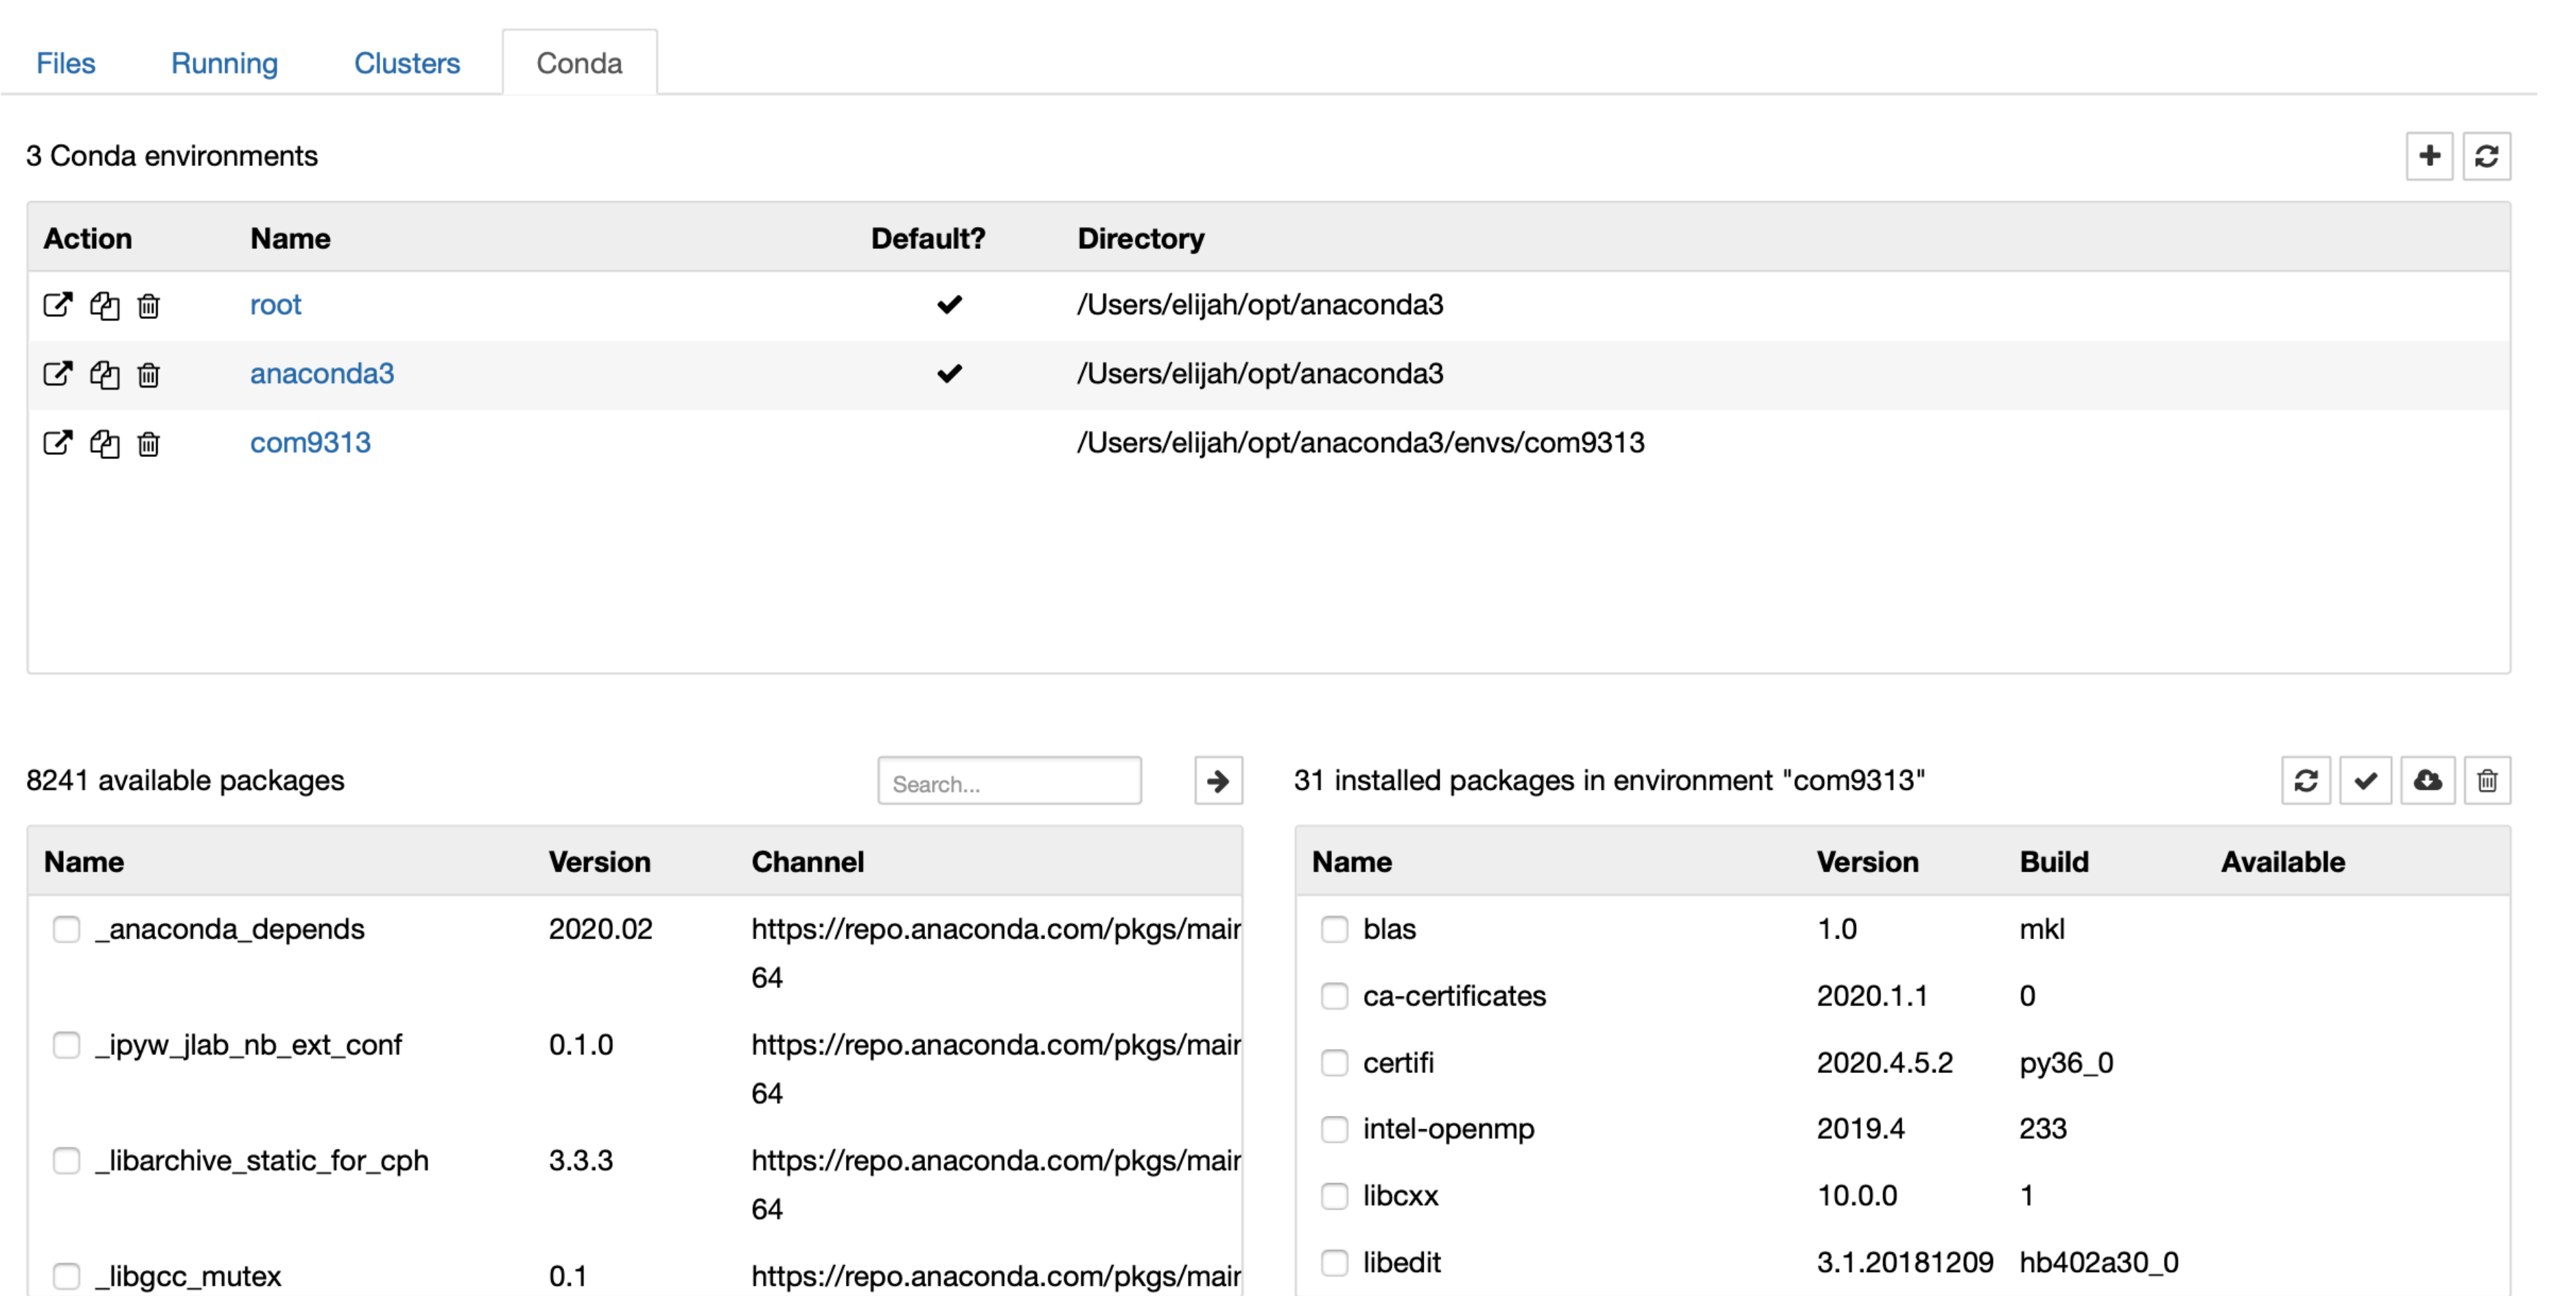 Files Running Clusters Conda
3 Conda environments
Action Name Default? Directory
root /Users/elijah/opt/anaconda3
anaconda3 /Users/elijah/opt/anaconda3
com9313 /Users/elijah/opt/anaconda3/envs/com9313
8241 available packages Search...
Name Version Channel
_anaconda_depends 2020.02 https://repo.anaconda.com/pkgs/mair
64
_ipyw_jlab_nb_ext_conf 0.1.0 https://repo.anaconda.com/pkgs/mair
64
_libarchive_static_for_cph 3.3.3 https://repo.anaconda.com/pkgs/mair
64
_libgcc_mutex 0.1 https://repo.anaconda.com/pkgs/mair
31 installed packages in environment "com9313"
Name Version Build Available
blas 1.0 mkl
ca-certificates 2020.1.1 0
certifi 2020.4.5.2 py36_0
intel-openmp 2019.4 233
libcxx 10.0.0 1
libedit 3.1.20181209 hb402a30_0